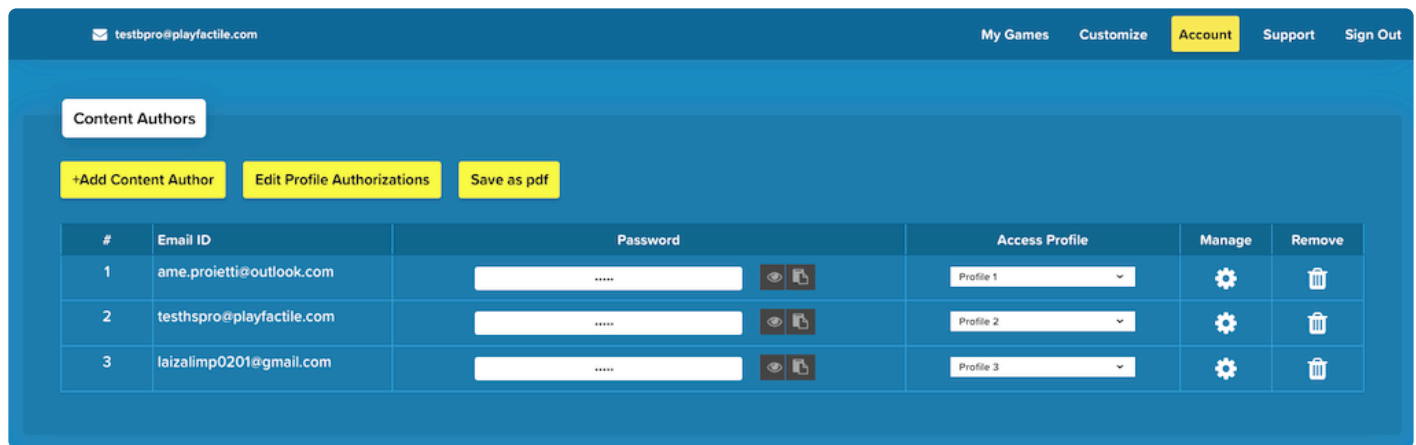 testbpro@playfactile.com My Games Customize Account Support Sign Out
Content Authors
+Add Content Author Edit Profile Authorizations Save as pdf
# Email ID Password Access Profile Manage Remove
1 ame.proietti@outlook.com ••••• Profile 1
2 testhspro@playfactile.com ••••• Profile 2
3 laizalimp0201@gmail.com ••••• Profile 3